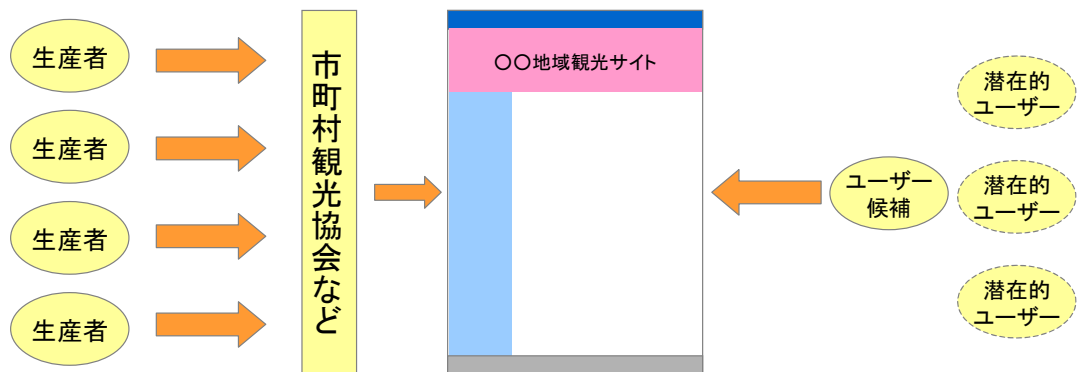 生産者
生産者
生産者
生産者
市町村観光協会など
〇〇地域観光サイト
ユーザー
候補
潜在的
ユーザー
潜在的
ユーザー
潜在的
ユーザー